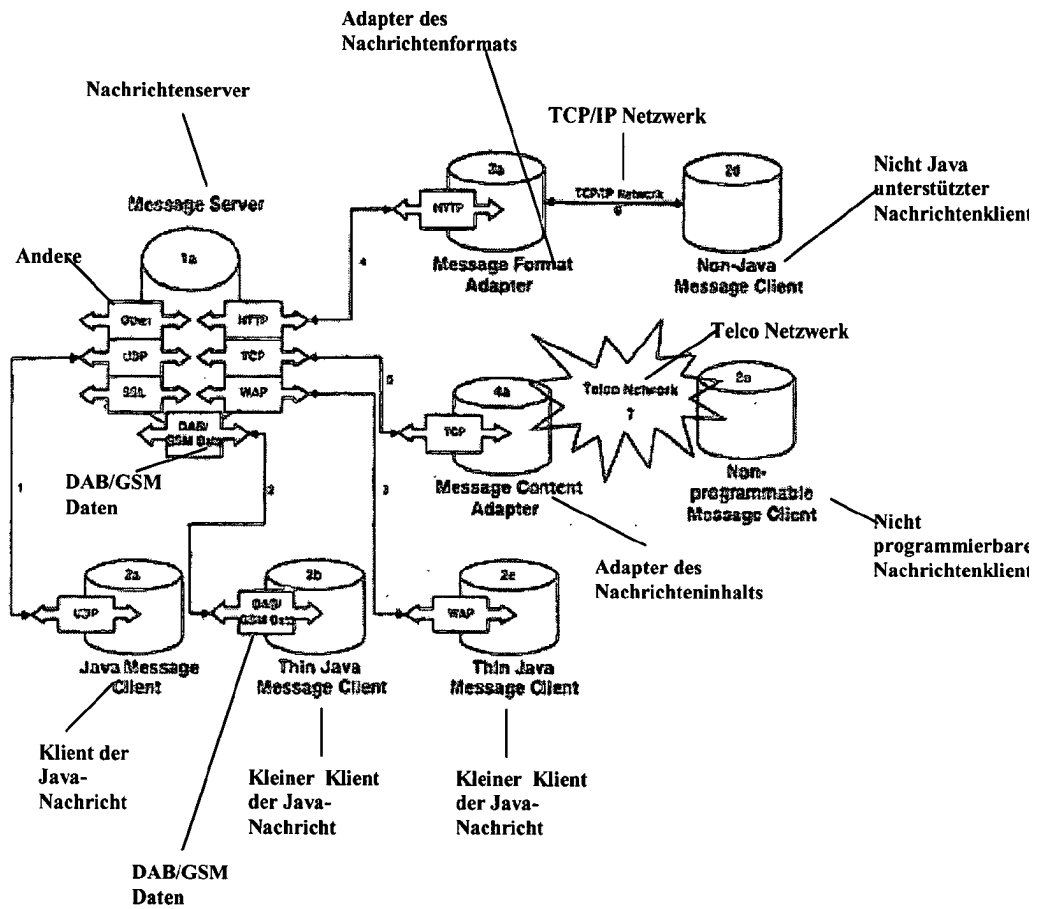 Adapter des
Nachrichtenformats
Nachrichtenserver
TCP/IP Netzwerk
3a
2d
Nicht Java
unterstützter
Nachrichtenklient
HTTP
TCP/IP Network
6
Message Server
4
Andere
1a
Message Format
Adapter
Non-Java
Message Client
Other
HTTP
Telco Netzwerk
UDP
TCP
5
SSL
WAP
4a
Telco Network
7
DAB/
GSM Data
TCP
DAB/GSM
Daten
1
2
3
Message Content
Adapter
Non-
programmable
Message Client
Nicht
programmierbare
Nachrichtenklient
Adapter des
Nachrichteninhalts
2a
2b
UDP
DAB/
GSM Data
WAP
Java Message
Client
Thin Java
Message Client
Thin Java
Message Client
Klient der
Java-
Nachricht
Kleiner Klient
der Java-
Nachricht
Kleiner Klient
der Java-
Nachricht
DAB/GSM
Daten